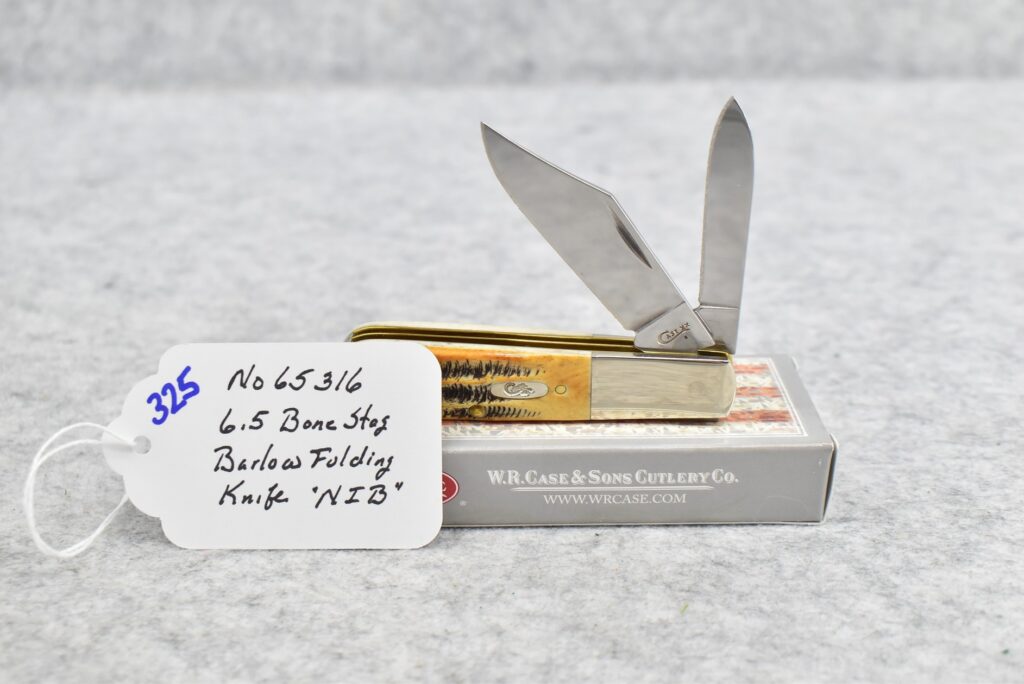 325
No 65316
6.5 Bone Stag
Barlow Folding
Knife "NIB"
CASE XX
W.R. CASE & SONS CUTLERY CO.
WWW.WRCASE.COM